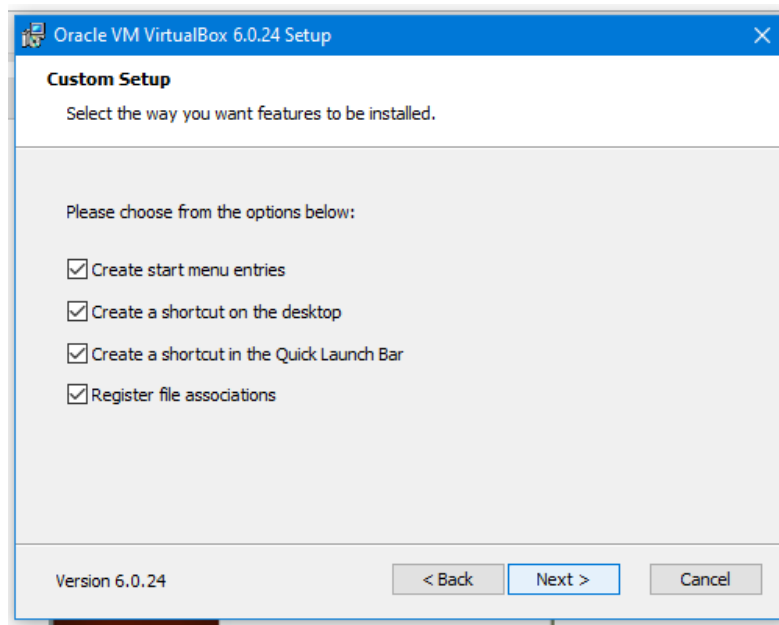 Oracle VM VirtualBox 6.0.24 Setup
Custom Setup
Select the way you want features to be installed.
Please choose from the options below:
Create start menu entries
Create a shortcut on the desktop
Create a shortcut in the Quick Launch Bar
Register file associations
Version 6.0.24
< Back
Next >
Cancel